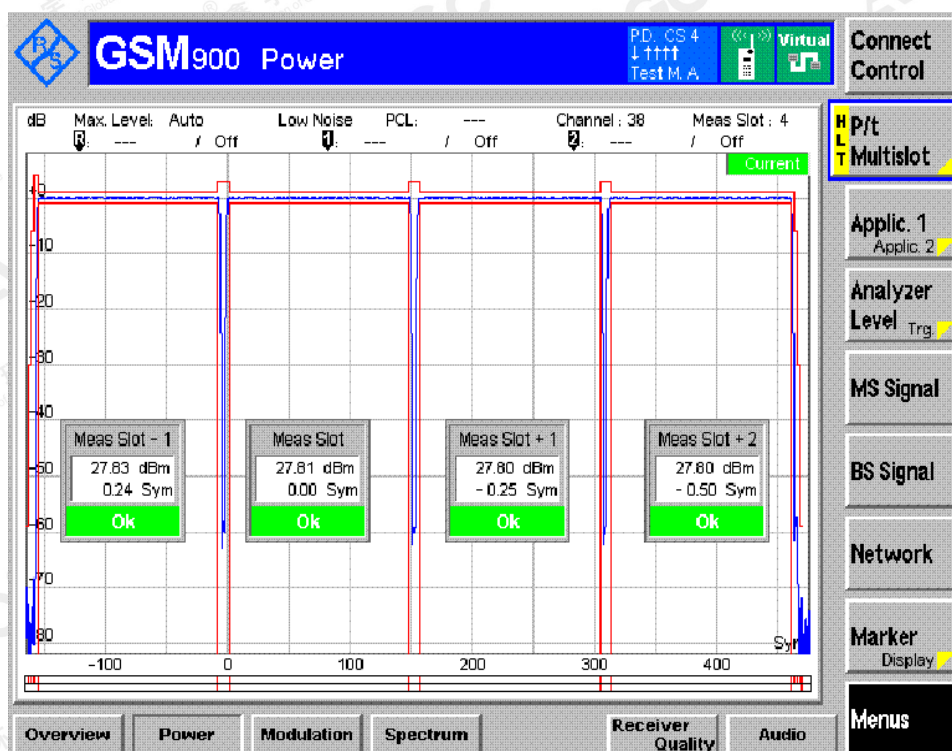 R&S
GSM900 Power
P.D. CS 4
↓↑↑↑↑
Test M. A
Virtual
Connect
Control
dB Max. Level: Auto Low Noise PCL: --- Channel : 38 Meas Slot : 4
R: --- / Off 1: --- / Off 2: --- / Off
Current
HLT
P/t
Multislot
+0
-10
-20
-30
-40
-50
-60
-70
-80
Meas Slot - 1
27.83 dBm
0.24 Sym
Ok
Meas Slot
27.81 dBm
0.00 Sym
Ok
Meas Slot + 1
27.80 dBm
- 0.25 Sym
Ok
Meas Slot + 2
27.80 dBm
- 0.50 Sym
Ok
-100 0 100 200 300 400
Applic. 1
Applic. 2
Analyzer
Level Trg.
MS Signal
BS Signal
Network
Marker
Display
Menus
Overview Power Modulation Spectrum Receiver Quality Audio